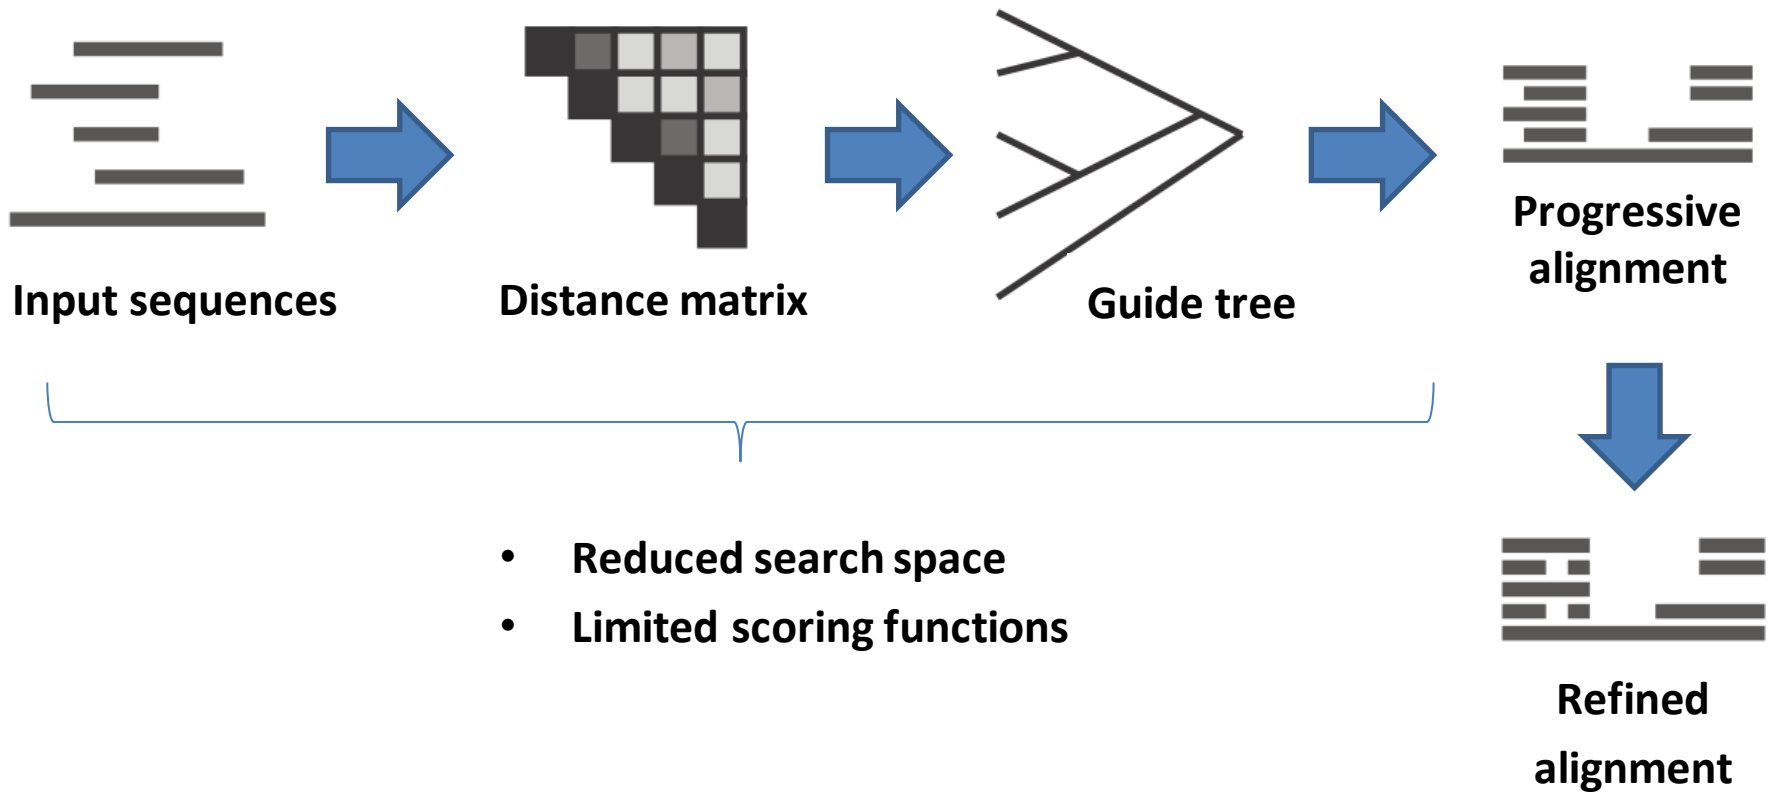 Input sequences
Distance matrix
Guide tree
Progressive
alignment
• Reduced search space
• Limited scoring functions
Refined
alignment